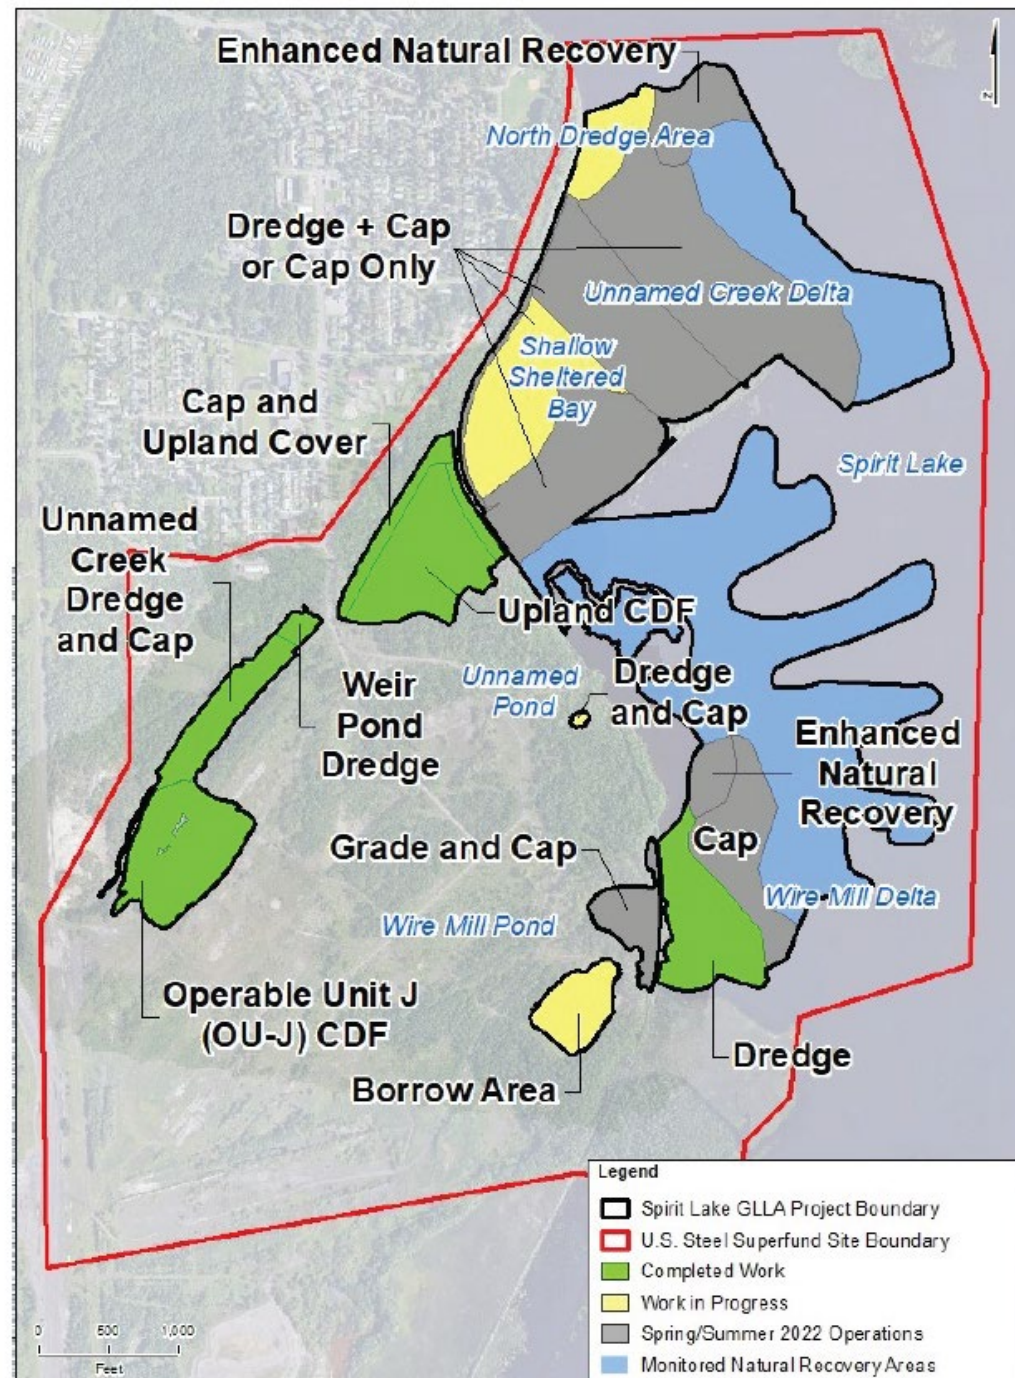 Enhanced Natural Recovery
North Dredge Area
Dredge + Cap
or Cap Only
Unnamed Creek Delta
Shallow
Sheltered
Bay
Cap and
Upland Cover
Spirit Lake
Unnamed
Creek
Dredge
and Cap
Upland CDF
Unnamed
Pond
Dredge
and Cap
Weir
Pond
Dredge
Enhanced
Natural
Recovery
Cap
Grade and Cap
Wire Mill Delta
Wire Mill Pond
Operable Unit J
(OU-J) CDF
Dredge
Borrow Area
Legend
Spirit Lake GLLA Project Boundary
U.S. Steel Superfund Site Boundary
Completed Work
Work in Progress
Spring/Summer 2022 Operations
Monitored Natural Recovery Areas
0 500 1,000
Feet
N